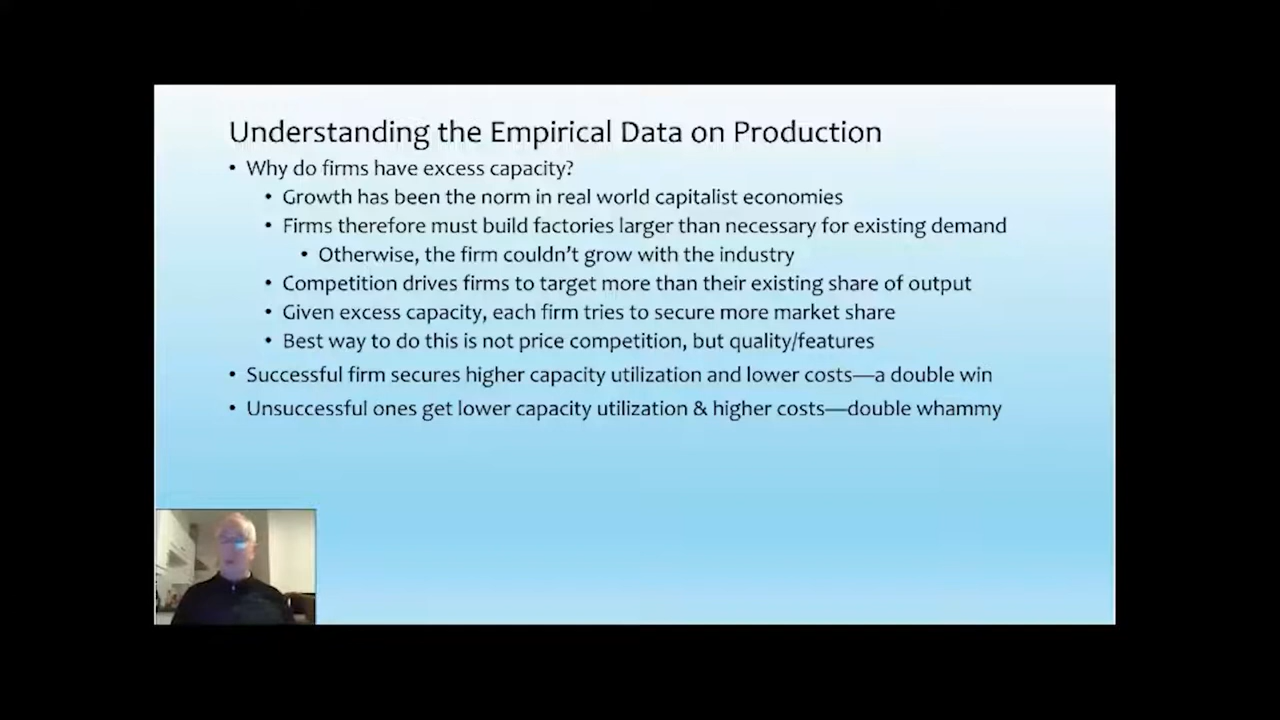 Understanding the Empirical Data on Production
• Why do firms have excess capacity?
• Growth has been the norm in real world capitalist economies
• Firms therefore must build factories larger than necessary for existing demand
• Otherwise, the firm couldn't grow with the industry
• Competition drives firms to target more than their existing share of output
• Given excess capacity, each firm tries to secure more market share
• Best way to do this is not price competition, but quality/features
• Successful firm secures higher capacity utilization and lower costs—a double win
• Unsuccessful ones get lower capacity utilization & higher costs—double whammy